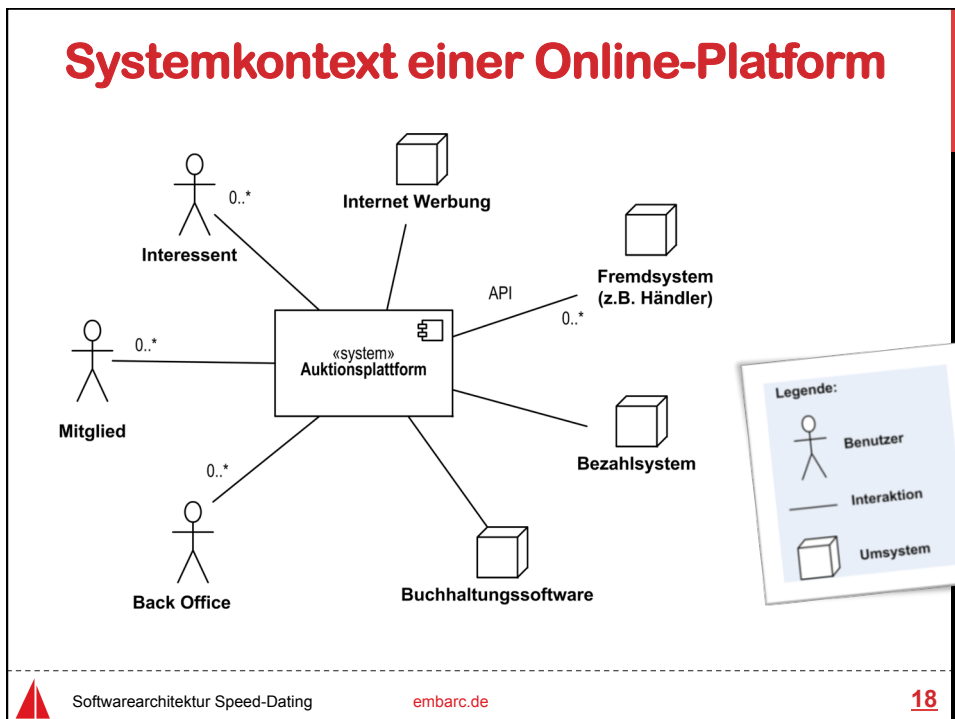 Systemkontext einer Online-Platform
0..*
Interessent
Internet Werbung
Fremdsystem
(z.B. Händler)
API
0..*
«system»
Auktionsplattform
0..*
Mitglied
Bezahlsystem
0..*
Back Office
Buchhaltungssoftware
Legende:
Benutzer
Interaktion
Umsystem
Softwarearchitektur Speed-Dating
embarc.de
18